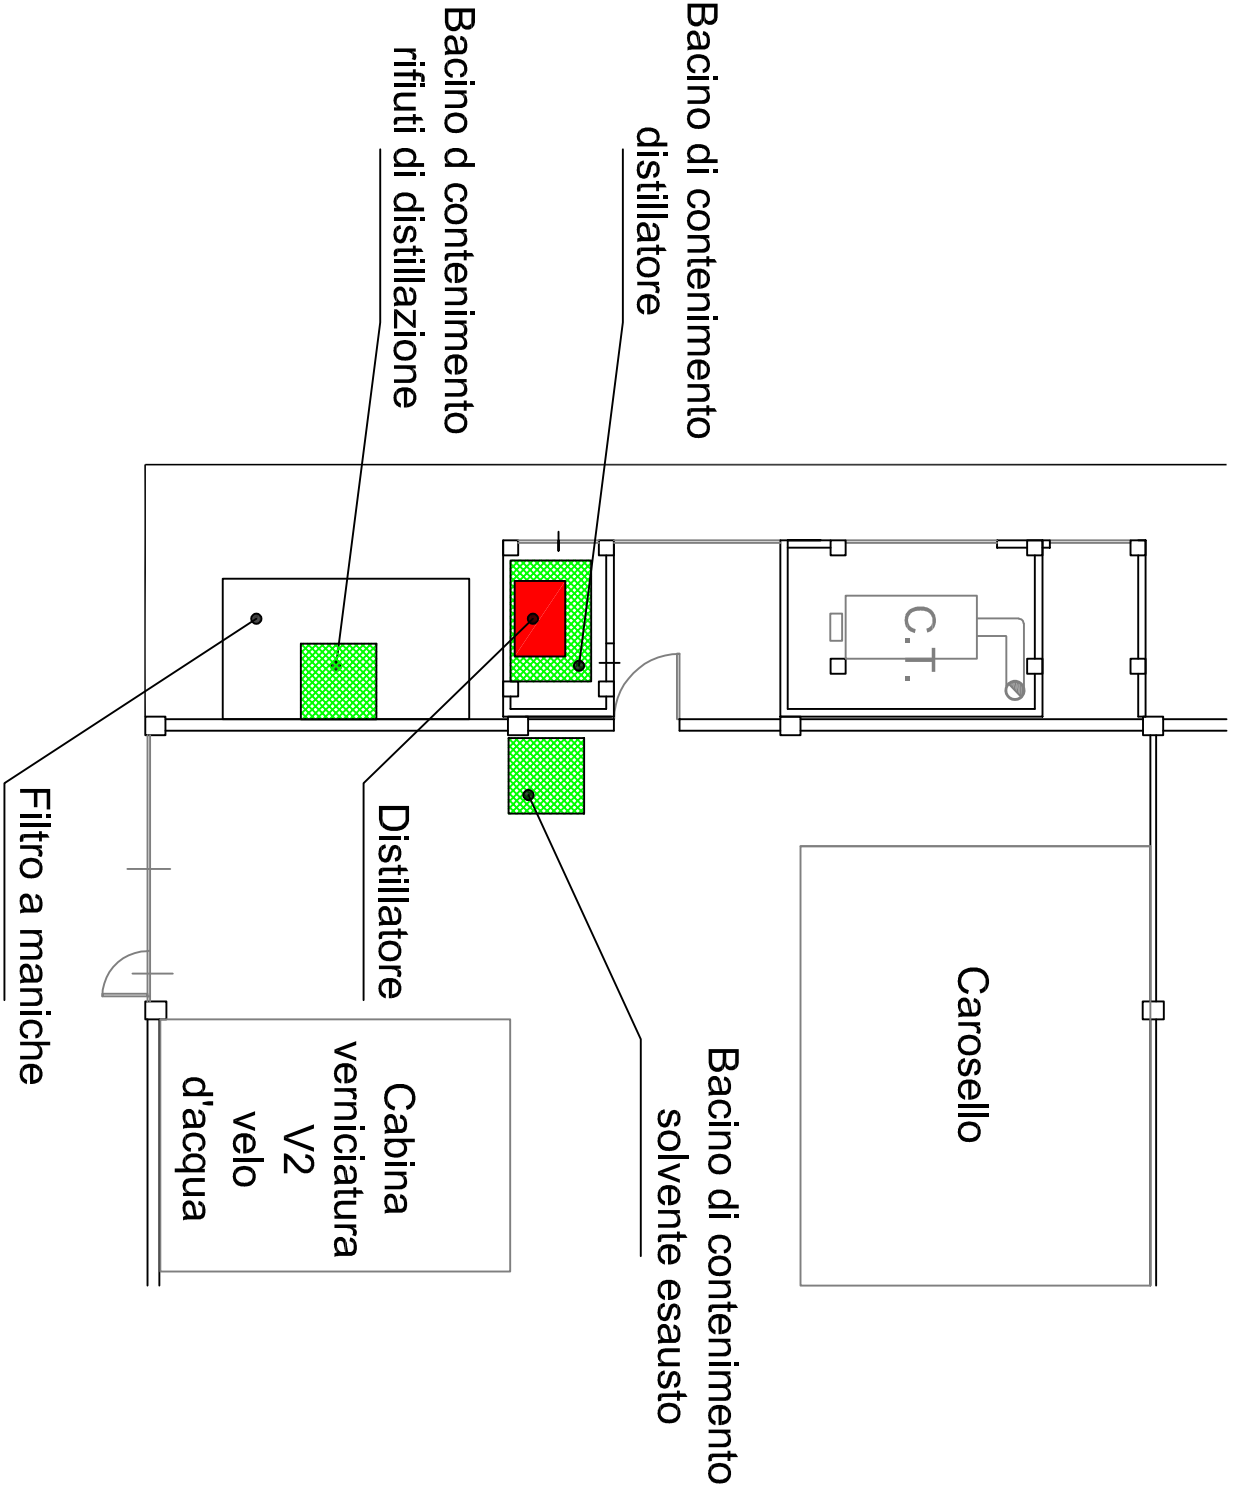 Bacino di contenimento
distillatore
Bacino d contenimento
rifiuti di distillazione
C.T.
Carosello
Bacino di contenimento
solvente esausto
Distillatore
Cabina
verniciatura
V2
velo
d'acqua
Filtro a maniche